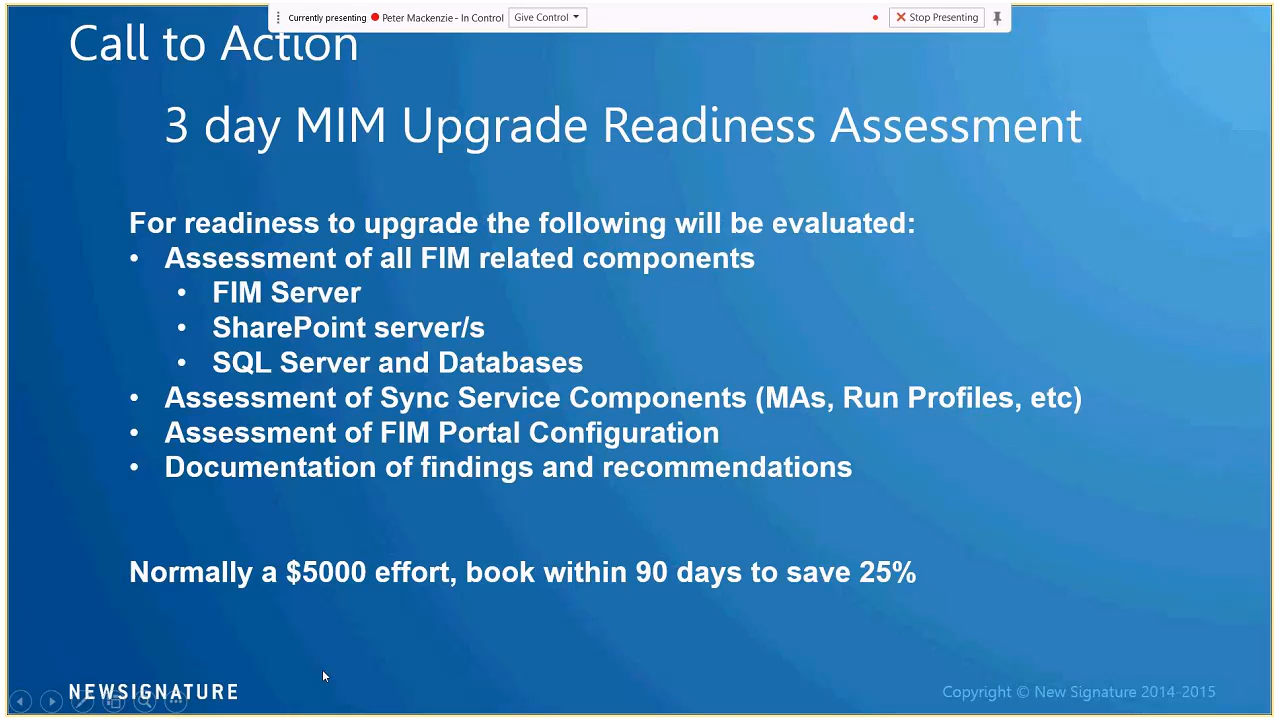 Currently presenting Peter Mackenzie - In Control Give Control Stop Presenting
Call to Action
3 day MIM Upgrade Readiness Assessment
For readiness to upgrade the following will be evaluated:
• Assessment of all FIM related components
• FIM Server
• SharePoint server/s
• SQL Server and Databases
• Assessment of Sync Service Components (MAs, Run Profiles, etc)
• Assessment of FIM Portal Configuration
• Documentation of findings and recommendations
Normally a $5000 effort, book within 90 days to save 25%
NEWSIGNATURE Copyright © New Signature 2014-2015